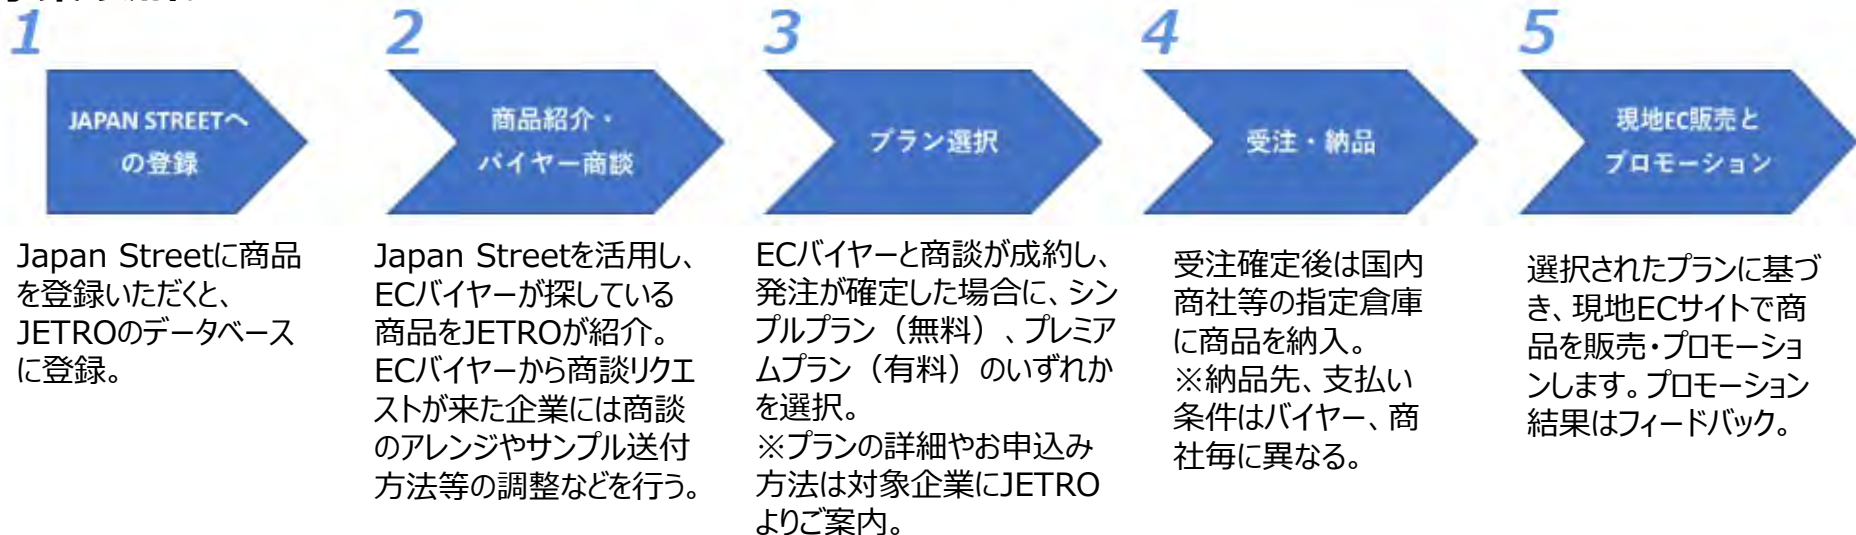 1
JAPAN STREETへ
の登録
Japan Streetに商品
を登録いただくと、
JETROのデータベース
に登録。
2
商品紹介・
バイヤー商談
Japan Streetを活用し、
ECバイヤーが探している
商品をJETROが紹介。
ECバイヤーから商談リクエ
ストが来た企業には商談
のアレンジやサンプル送付
方法等の調整などを行う。
3
プラン選択
ECバイヤーと商談が成約し、
発注が確定した場合に、シン
プルプラン（無料）、プレミア
ムプラン（有料）のいずれか
を選択。
※プランの詳細やお申込み
方法は対象企業にJETRO
よりご案内。
4
受注・納品
受注確定後は国内
商社等の指定倉庫
に商品を納入。
※納品先、支払い
条件はバイヤー、商
社毎に異なる。
5
現地EC販売と
プロモーション
選択されたプランに基づ
き、現地ECサイトで商
品を販売・プロモーショ
ンします。プロモーション
結果はフィードバック。